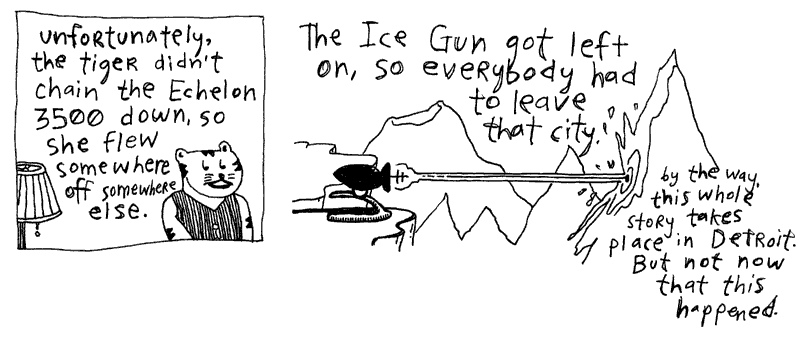 unfortunately,
the tiger didn't
chain the Echelon
3500 down, so
she flew
somewhere
off somewhere
else.
The Ice Gun got left
on, so everybody had
to leave
that city.
by the way,
this whole
story takes
place in Detroit.
But not now
that this
happened.